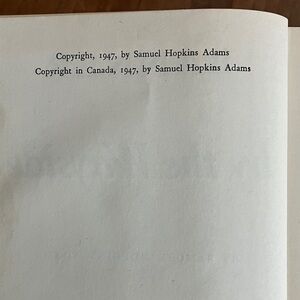 Copyright, 1947, by Samuel Hopkins Adams
Copyright in Canada, 1947, by Samuel Hopkins Adams